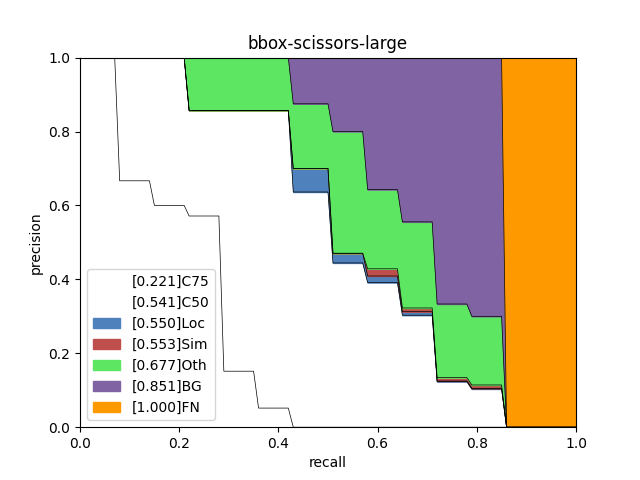 bbox-scissors-large
1.0
0.8
0.6
0.4
0.2
0.0
precision
[0.221]C75
[0.541]C50
[0.550]Loc
[0.553]Sim
[0.677]Oth
[0.851]BG
[1.000]FN
0.0 0.2 0.4 0.6 0.8 1.0
recall